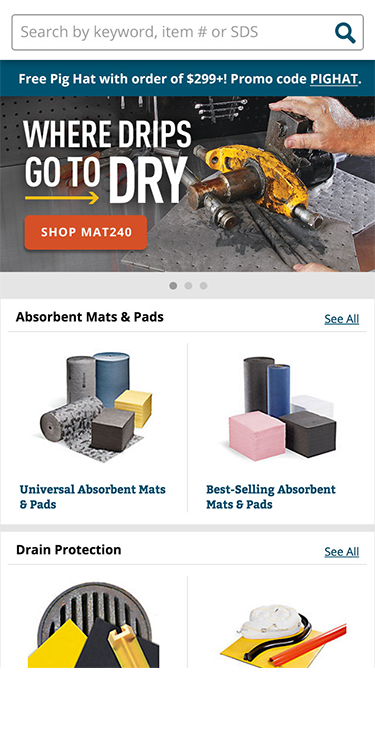 Search by keyword, item # or SDS
Free Pig Hat with order of $299+! Promo code PIGHAT.
WHERE DRIPS
GO TO DRY
SHOP MAT240
Absorbent Mats & Pads
See All
Universal Absorbent Mats
& Pads
Best-Selling Absorbent
Mats & Pads
Drain Protection
See All